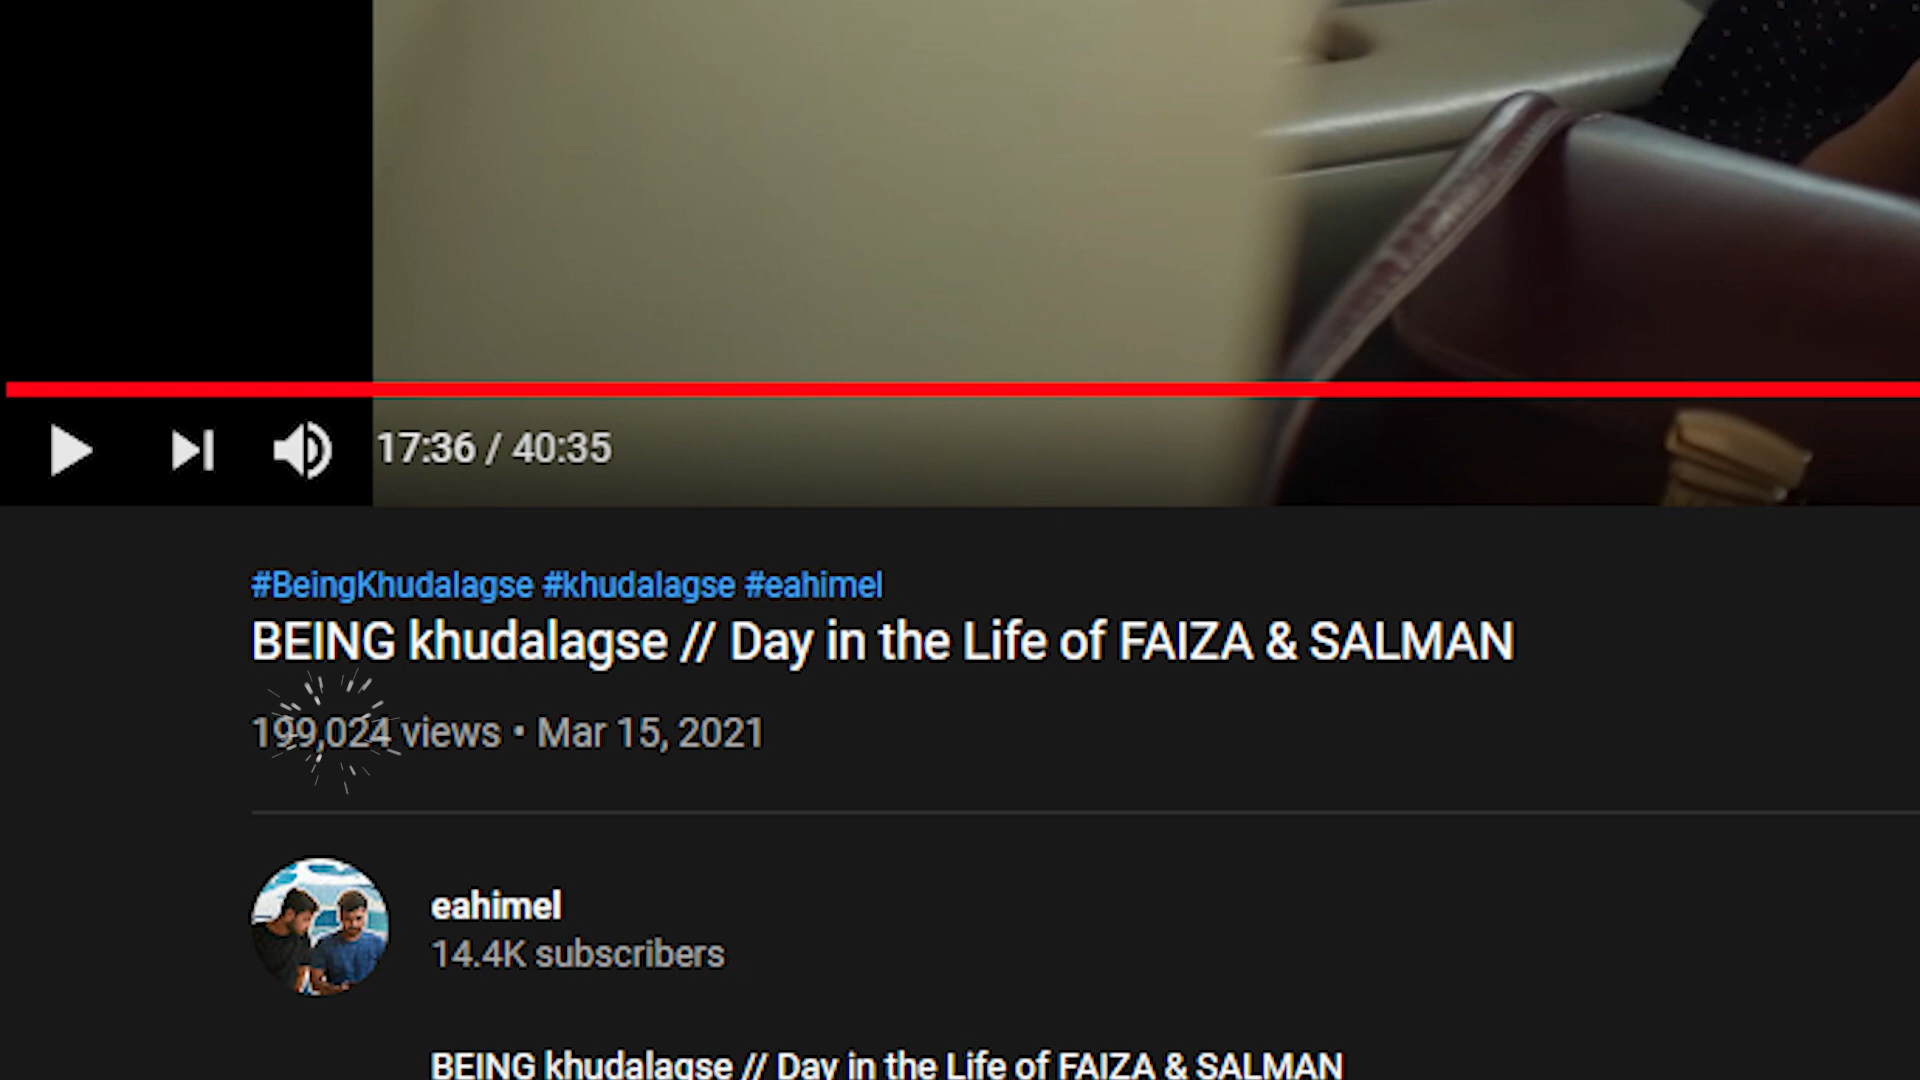 17:36 / 40:35
#BeingKhudalagse #khudalagse #eahimel
BEING khudalagse // Day in the Life of FAIZA & SALMAN
199,024 views • Mar 15, 2021
eahimel
14.4K subscribers
BEING khudalagse // Day in the Life of FAIZA & SALMAN